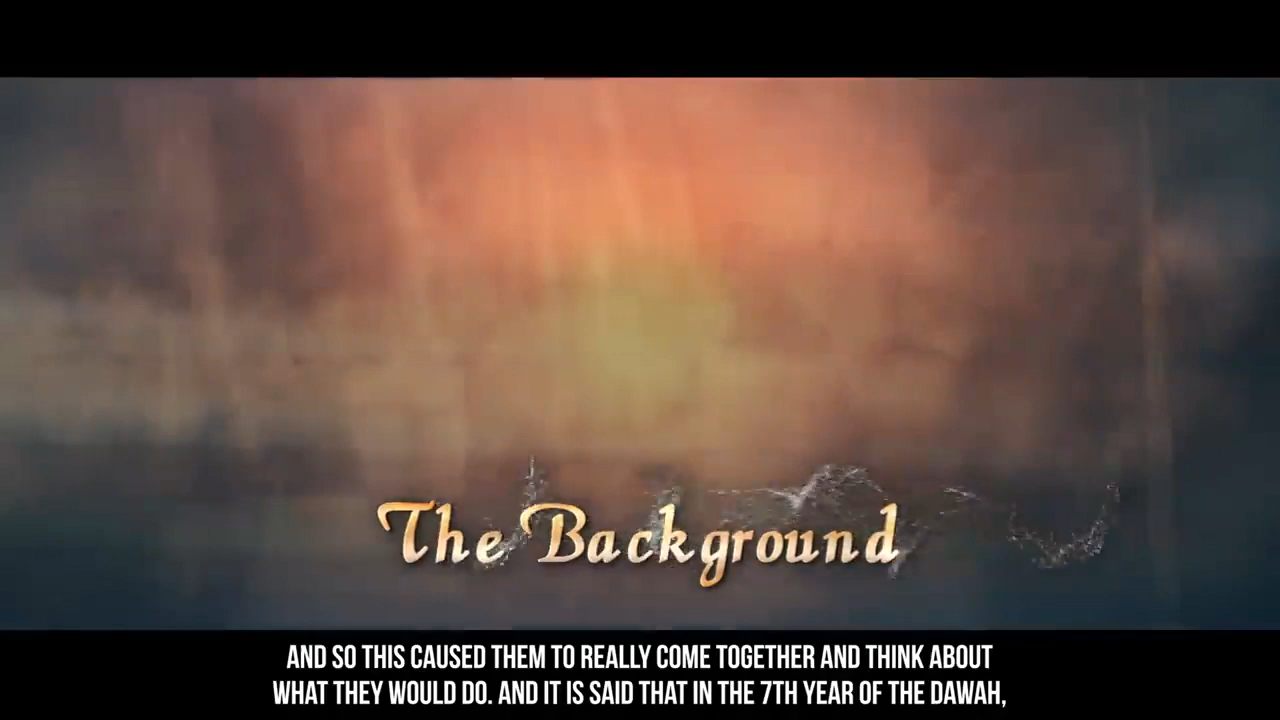 The Background
AND SO THIS CAUSED THEM TO REALLY COME TOGETHER AND THINK ABOUT
WHAT THEY WOULD DO. AND IT IS SAID THAT IN THE 7TH YEAR OF THE DAWAH,